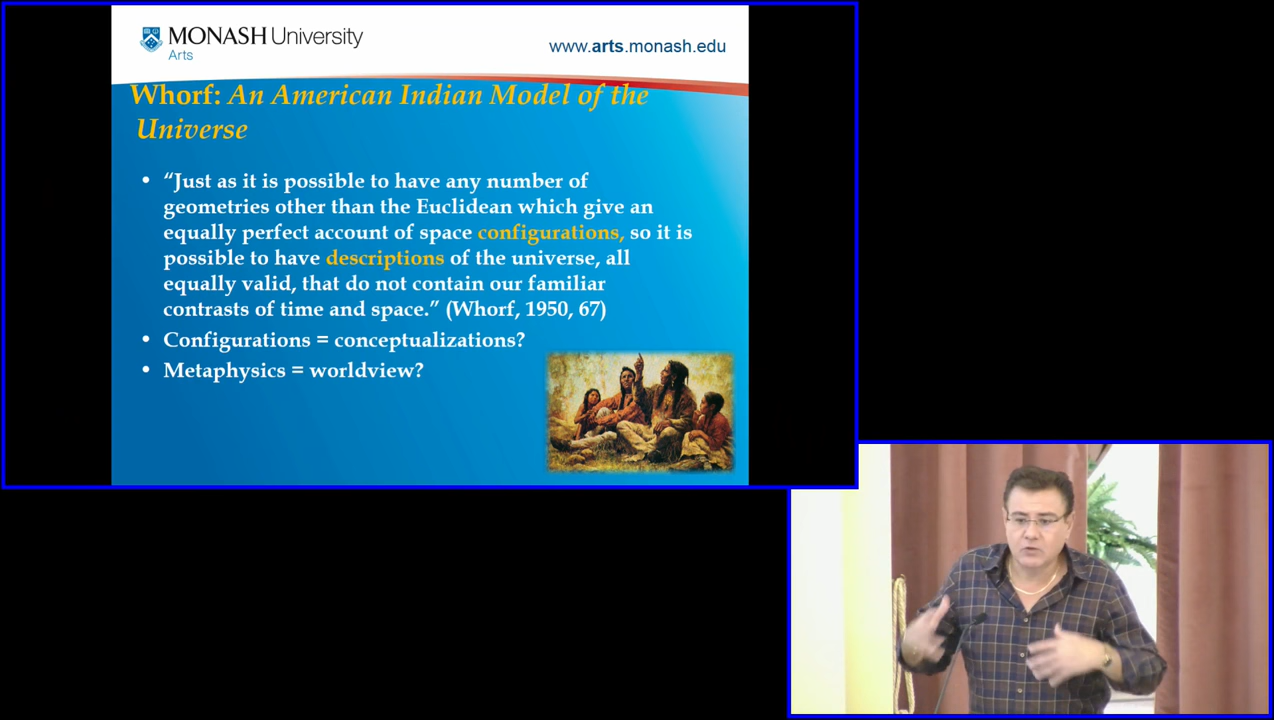 MONASH University
Arts
www.arts.monash.edu
Whorf: An American Indian Model of the
Universe
• “Just as it is possible to have any number of
geometries other than the Euclidean which give an
equally perfect account of space configurations, so it is
possible to have descriptions of the universe, all
equally valid, that do not contain our familiar
contrasts of time and space.” (Whorf, 1950, 67)
• Configurations = conceptualizations?
• Metaphysics = worldview?